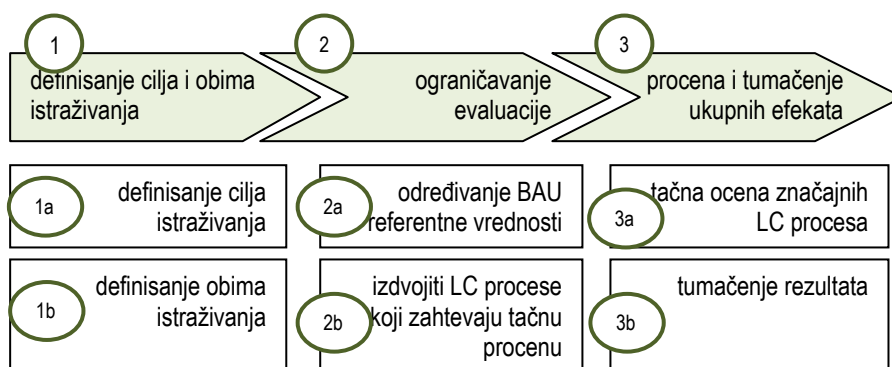 1
definisanje cilja i obima
istraživanja
2
ograničavanje
evaluacije
3
procena i tumačenje
ukupnih efekata
1a
definisanje cilja
istraživanja
2a
određivanje BAU
referentne vrednosti
3a
tačna ocena značajnih
LC procesa
1b
definisanje obima
istraživanja
2b
izdvojiti LC procese
koji zahtevaju tačnu
procenu
3b
tumačenje rezultata